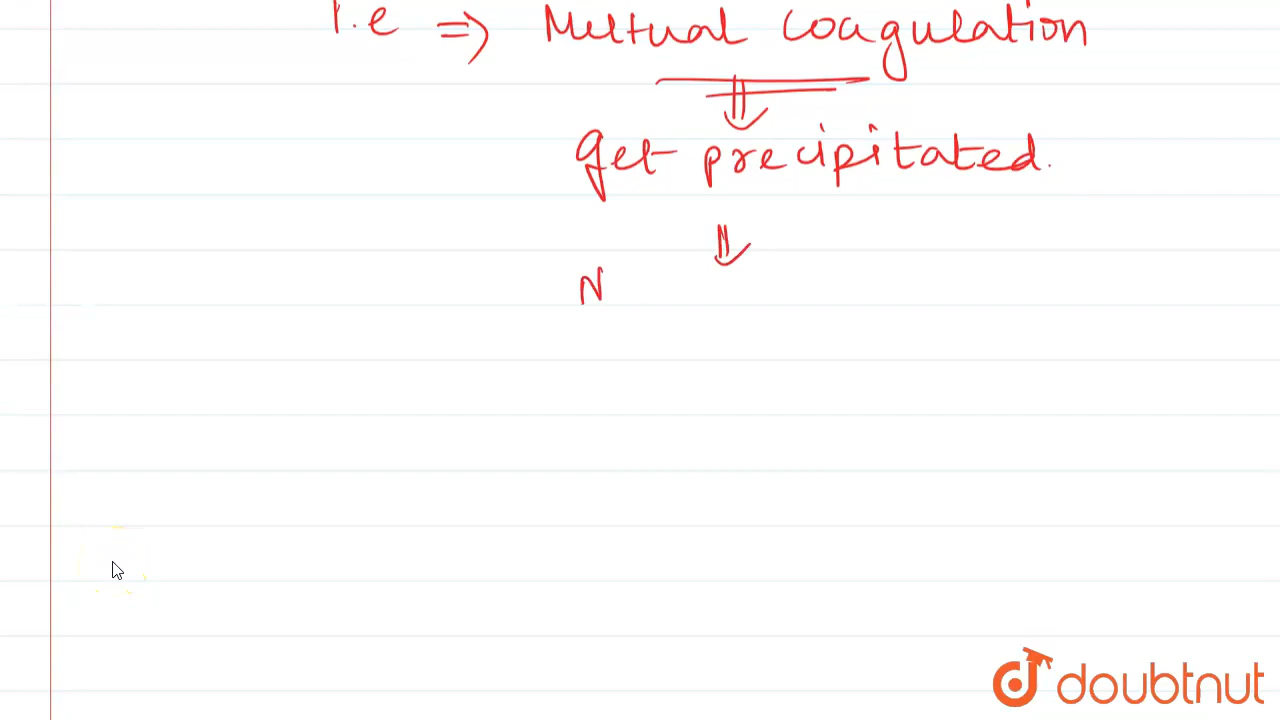 I.e ⇒ Mutual coagulation
⇓
Get precipitated.
⇓
N
doubtnut